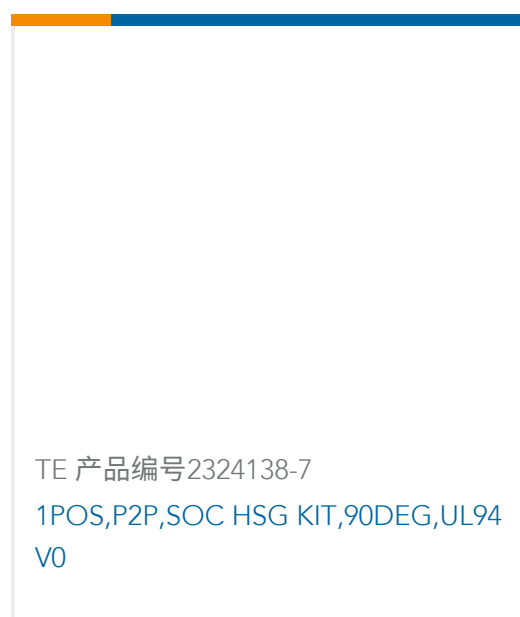 TE 产品编号2324138-7
1POS,P2P,SOC HSG KIT,90DEG,UL94
V0